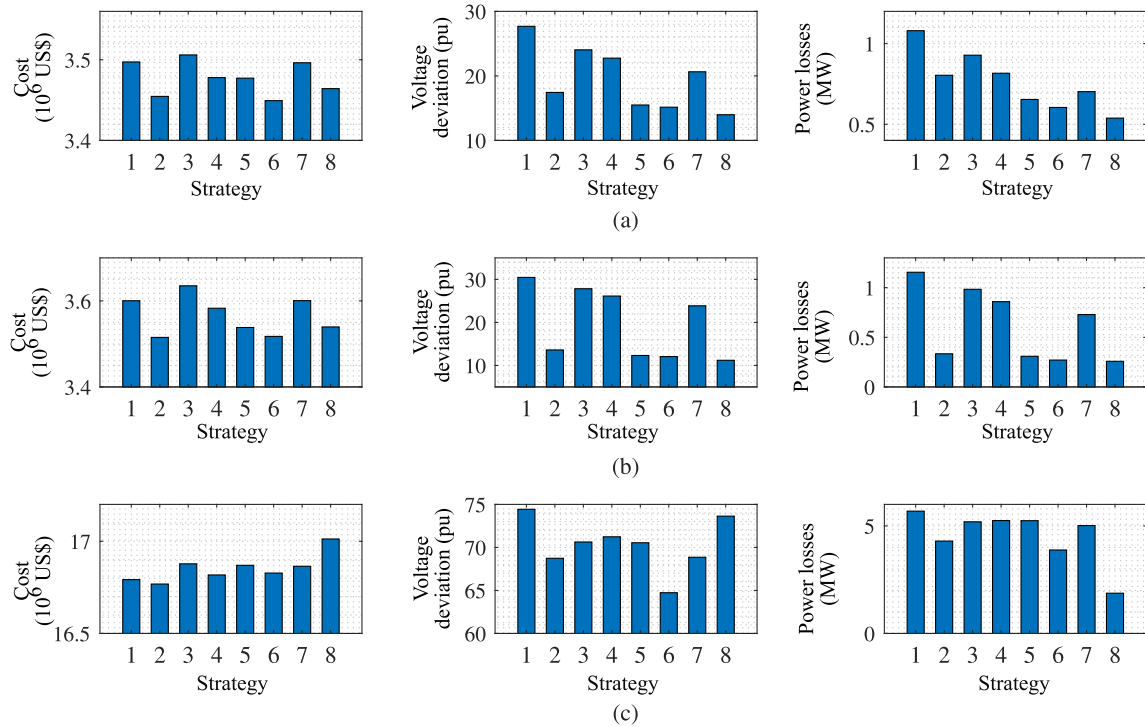 Cost
(10^6 US$)
3.5
3.4
1 2 3 4 5 6 7 8
Strategy
Voltage
deviation (pu)
30
20
10
1 2 3 4 5 6 7 8
Strategy
Power losses
(MW)
1
0.5
1 2 3 4 5 6 7 8
Strategy
(a)
Cost
(10^6 US$)
3.6
3.4
1 2 3 4 5 6 7 8
Strategy
Voltage
deviation (pu)
30
20
10
1 2 3 4 5 6 7 8
Strategy
Power losses
(MW)
1
0.5
0
1 2 3 4 5 6 7 8
Strategy
(b)
Cost
(10^6 US$)
17
16.5
1 2 3 4 5 6 7 8
Strategy
Voltage
deviation (pu)
75
70
65
60
1 2 3 4 5 6 7 8
Strategy
Power losses
(MW)
5
0
1 2 3 4 5 6 7 8
Strategy
(c)